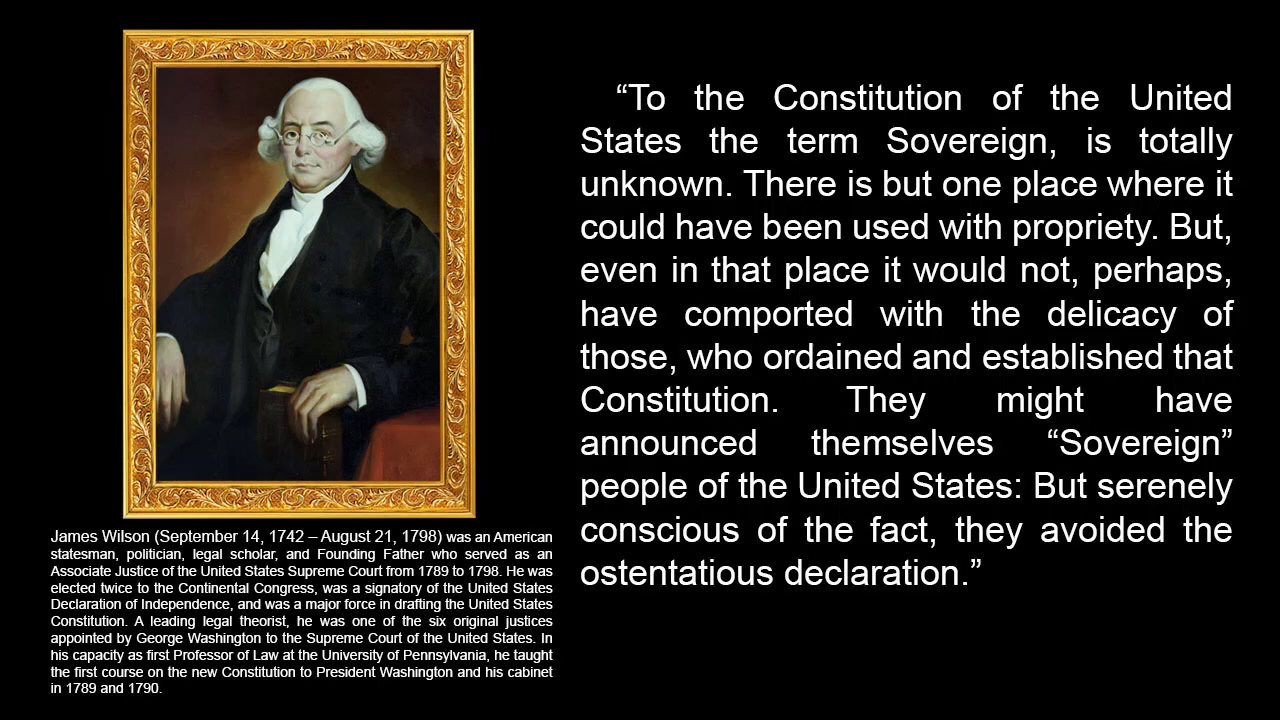 “To the Constitution of the United
States the term Sovereign, is totally
unknown. There is but one place where it
could have been used with propriety. But,
even in that place it would not, perhaps,
have comported with the delicacy of
those, who ordained and established that
Constitution. They might have
announced themselves “Sovereign”
people of the United States: But serenely
conscious of the fact, they avoided the
ostentatious declaration.”
James Wilson (September 14, 1742 – August 21, 1798) was an American
statesman, politician, legal scholar, and Founding Father who served as an
Associate Justice of the United States Supreme Court from 1789 to 1798. He was
elected twice to the Continental Congress, was a signatory of the United States
Declaration of Independence, and was a major force in drafting the United States
Constitution. A leading legal theorist, he was one of the six original justices
appointed by George Washington to the Supreme Court of the United States. In
his capacity as first Professor of Law at the University of Pennsylvania, he taught
the first course on the new Constitution to President Washington and his cabinet
in 1789 and 1790.